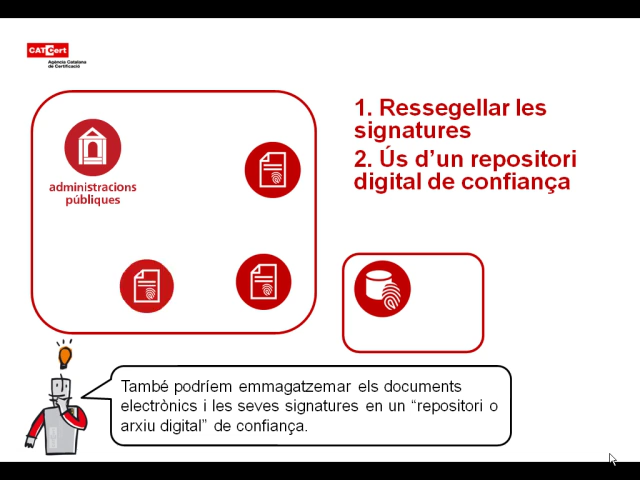 CATCert
Agència Catalana
de Certificació
1. Ressegellar les
signatures
2. Ús d’un repositori
digital de confiança
administracions
públiques
També podríem emmagatzemar els documents
electrònics i les seves signatures en un “repositori o
arxiu digital” de confiança.